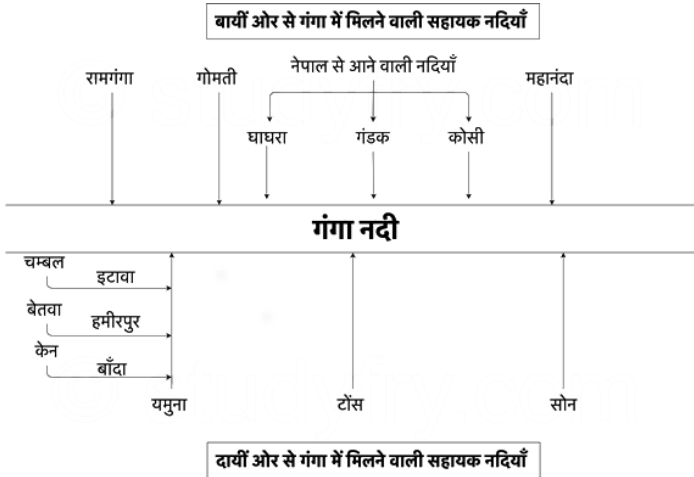 बायीं ओर से गंगा में मिलने वाली सहायक नदियाँ
रामगंगा गोमती नेपाल से आने वाली नदियाँ महानंदा
घाघरा गंडक कोसी
गंगा नदी
चम्बल
इटावा
बेतवा
हमीरपुर
केन
बाँदा
यमुना टोंस सोन
दायीं ओर से गंगा में मिलने वाली सहायक नदियाँ